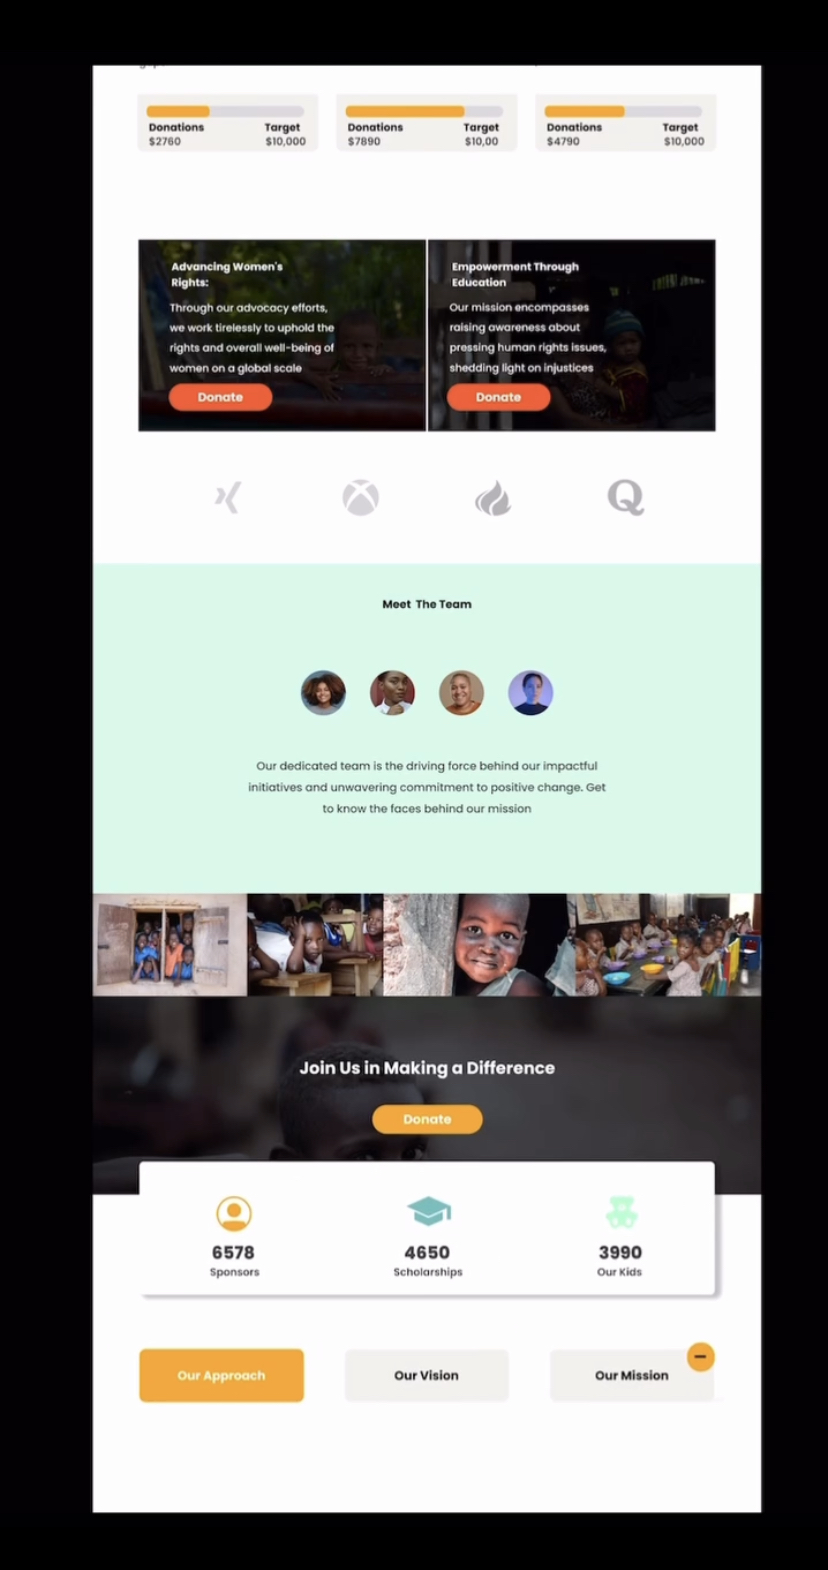 Donations Target
$2760 $10,000
Donations Target
$7890 $10,00
Donations Target
$4790 $10,000
Advancing Women's
Rights:
Through our advocacy efforts,
we work tirelessly to uphold the
rights and overall well-being of
women on a global scale
Donate
Empowerment Through
Education
Our mission encompasses
raising awareness about
pressing human rights issues,
shedding light on injustices
Donate
Meet The Team
Our dedicated team is the driving force behind our impactful
initiatives and unwavering commitment to positive change. Get
to know the faces behind our mission
Join Us in Making a Difference
Donate
6578
Sponsors
4650
Scholarships
3990
Our Kids
Our Approach
Our Vision
Our Mission